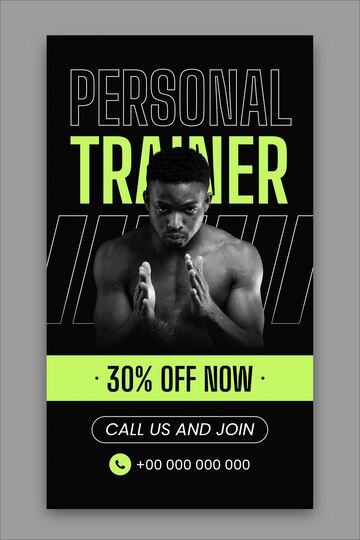 PERSONAL
TRAINER
· 30% OFF NOW ·
CALL US AND JOIN
+00 000 000 000